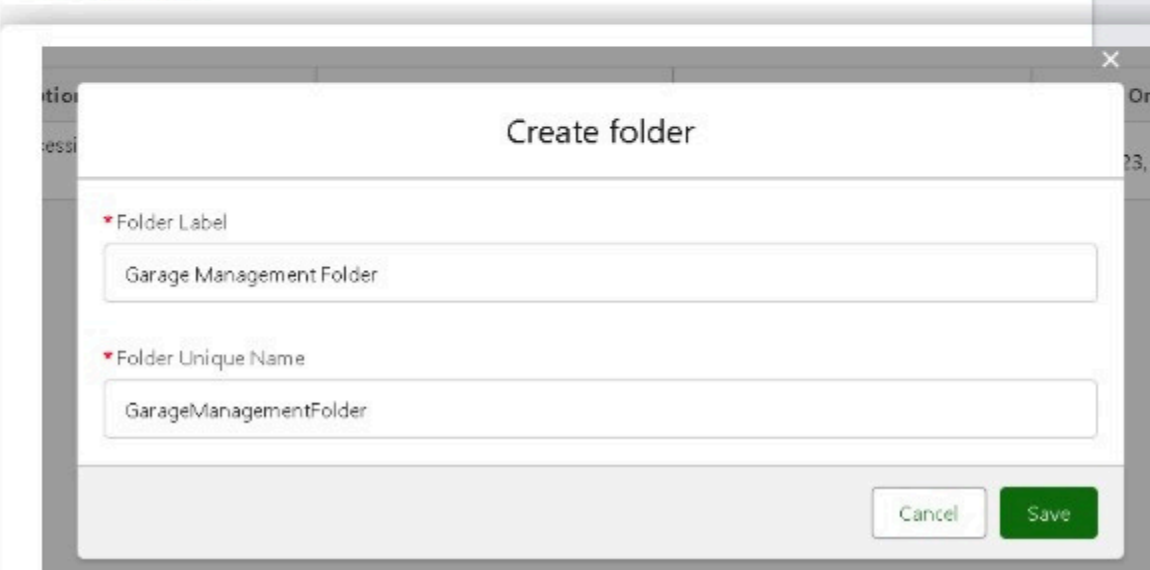 Create folder
*Folder Label
Garage Management Folder
*Folder Unique Name
GarageManagementFolder
Cancel Save